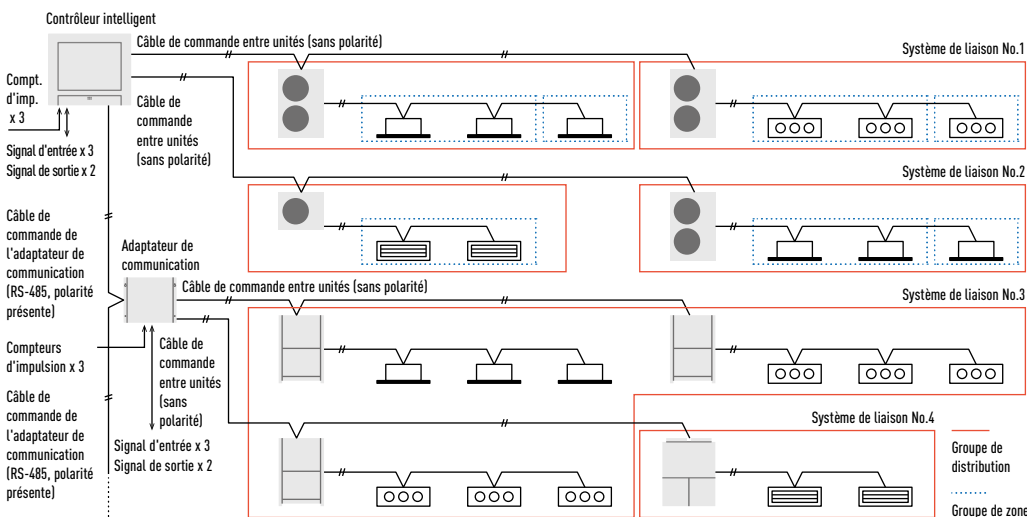 Contrôleur intelligent
Câble de commande entre unités (sans polarité)
Système de liaison No.1
Compt.
d'imp.
x 3
Câble de
commande
entre unités
(sans polarité)
Signal d'entrée x 3
Signal de sortie x 2
Système de liaison No.2
Câble de
commande de
l'adaptateur de
communication
(RS-485, polarité
présente)
Adaptateur de
communication
Câble de commande entre unités (sans polarité)
Système de liaison No.3
Compteurs
d'impulsion x 3
Câble de
commande
entre unités
(sans
polarité)
Câble de
commande de
l'adaptateur de
communication
(RS-485, polarité
présente)
Signal d'entrée x 3
Signal de sortie x 2
Système de liaison No.4
Groupe de
distribution
Groupe de zone